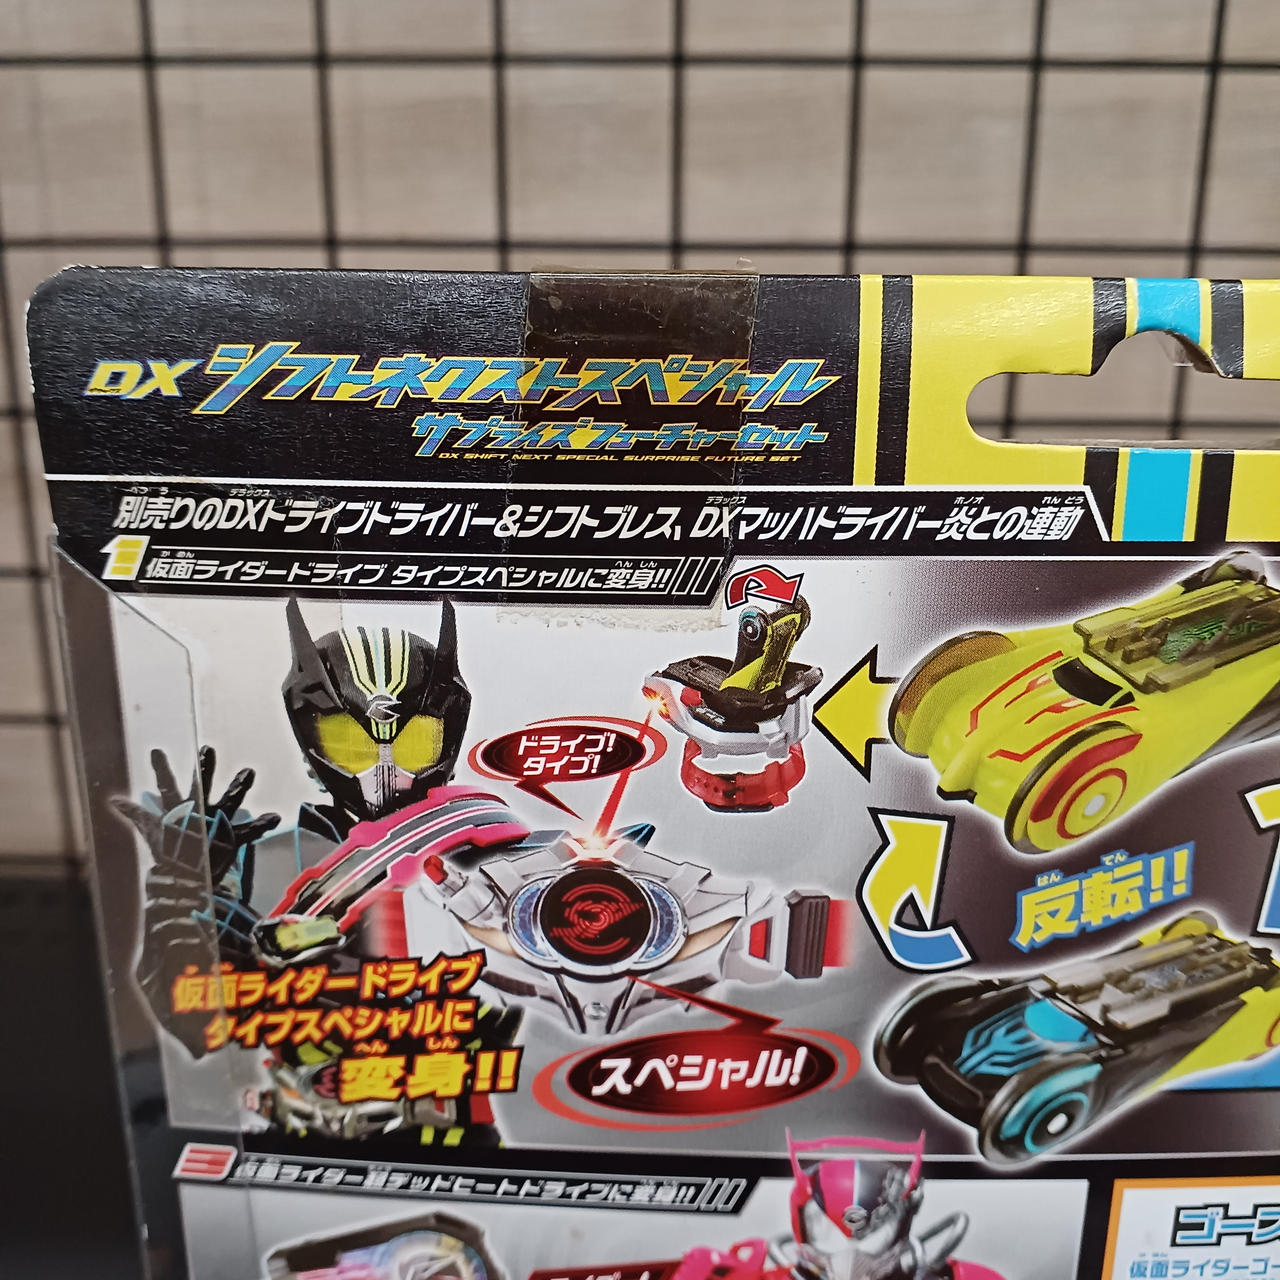 DX シフトネクストスペシャル
サプライズフューチャーセット
DX SHIFT NEXT SPECIAL SURPRISE FUTURE SET
別売りのDXドライブドライバー&シフトブレス、DXマッハドライバー炎との連動
1 仮面ライダードライブ タイプスペシャルに変身!!
ドライブ!
タイプ!
反転!!
仮面ライダードライブ
タイプスペシャルに
変身!!
スペシャル!
3 仮面ライダー超デッドヒートドライブに変身!!
ゴース
仮面ライダーゴー